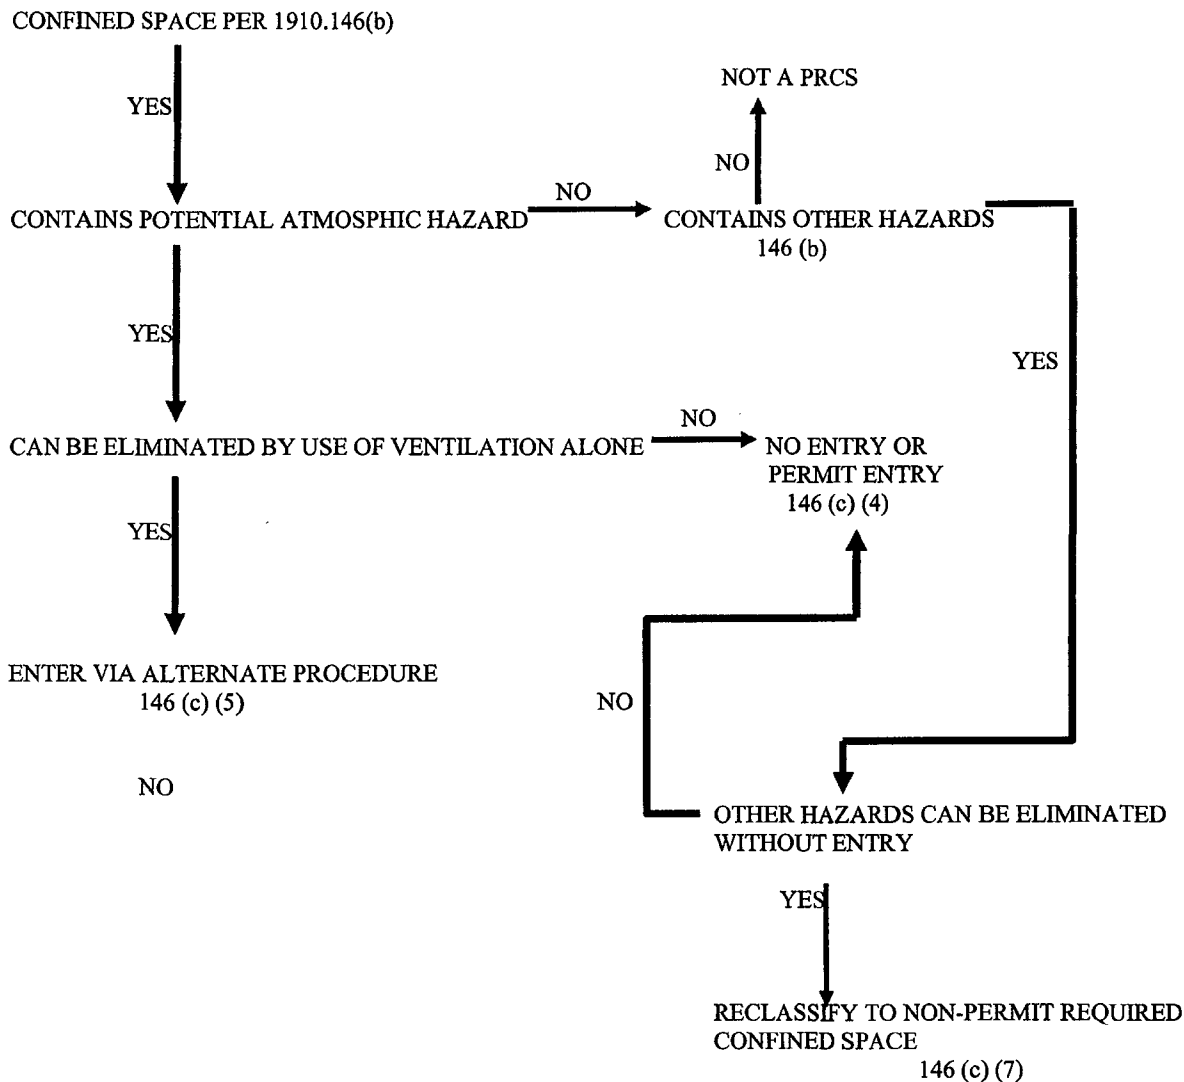 CONFINED SPACE PER 1910.146(b)
NOT A PRCS
YES
NO
NO
CONTAINS POTENTIAL ATMOSPHIC HAZARD
CONTAINS OTHER HAZARDS
146 (b)
YES
YES
NO
CAN BE ELIMINATED BY USE OF VENTILATION ALONE
NO ENTRY OR
PERMIT ENTRY
146 (c) (4)
YES
ENTER VIA ALTERNATE PROCEDURE
146 (c) (5)
NO
NO
OTHER HAZARDS CAN BE ELIMINATED
WITHOUT ENTRY
YES
RECLASSIFY TO NON-PERMIT REQUIRED
CONFINED SPACE
146 (c) (7)